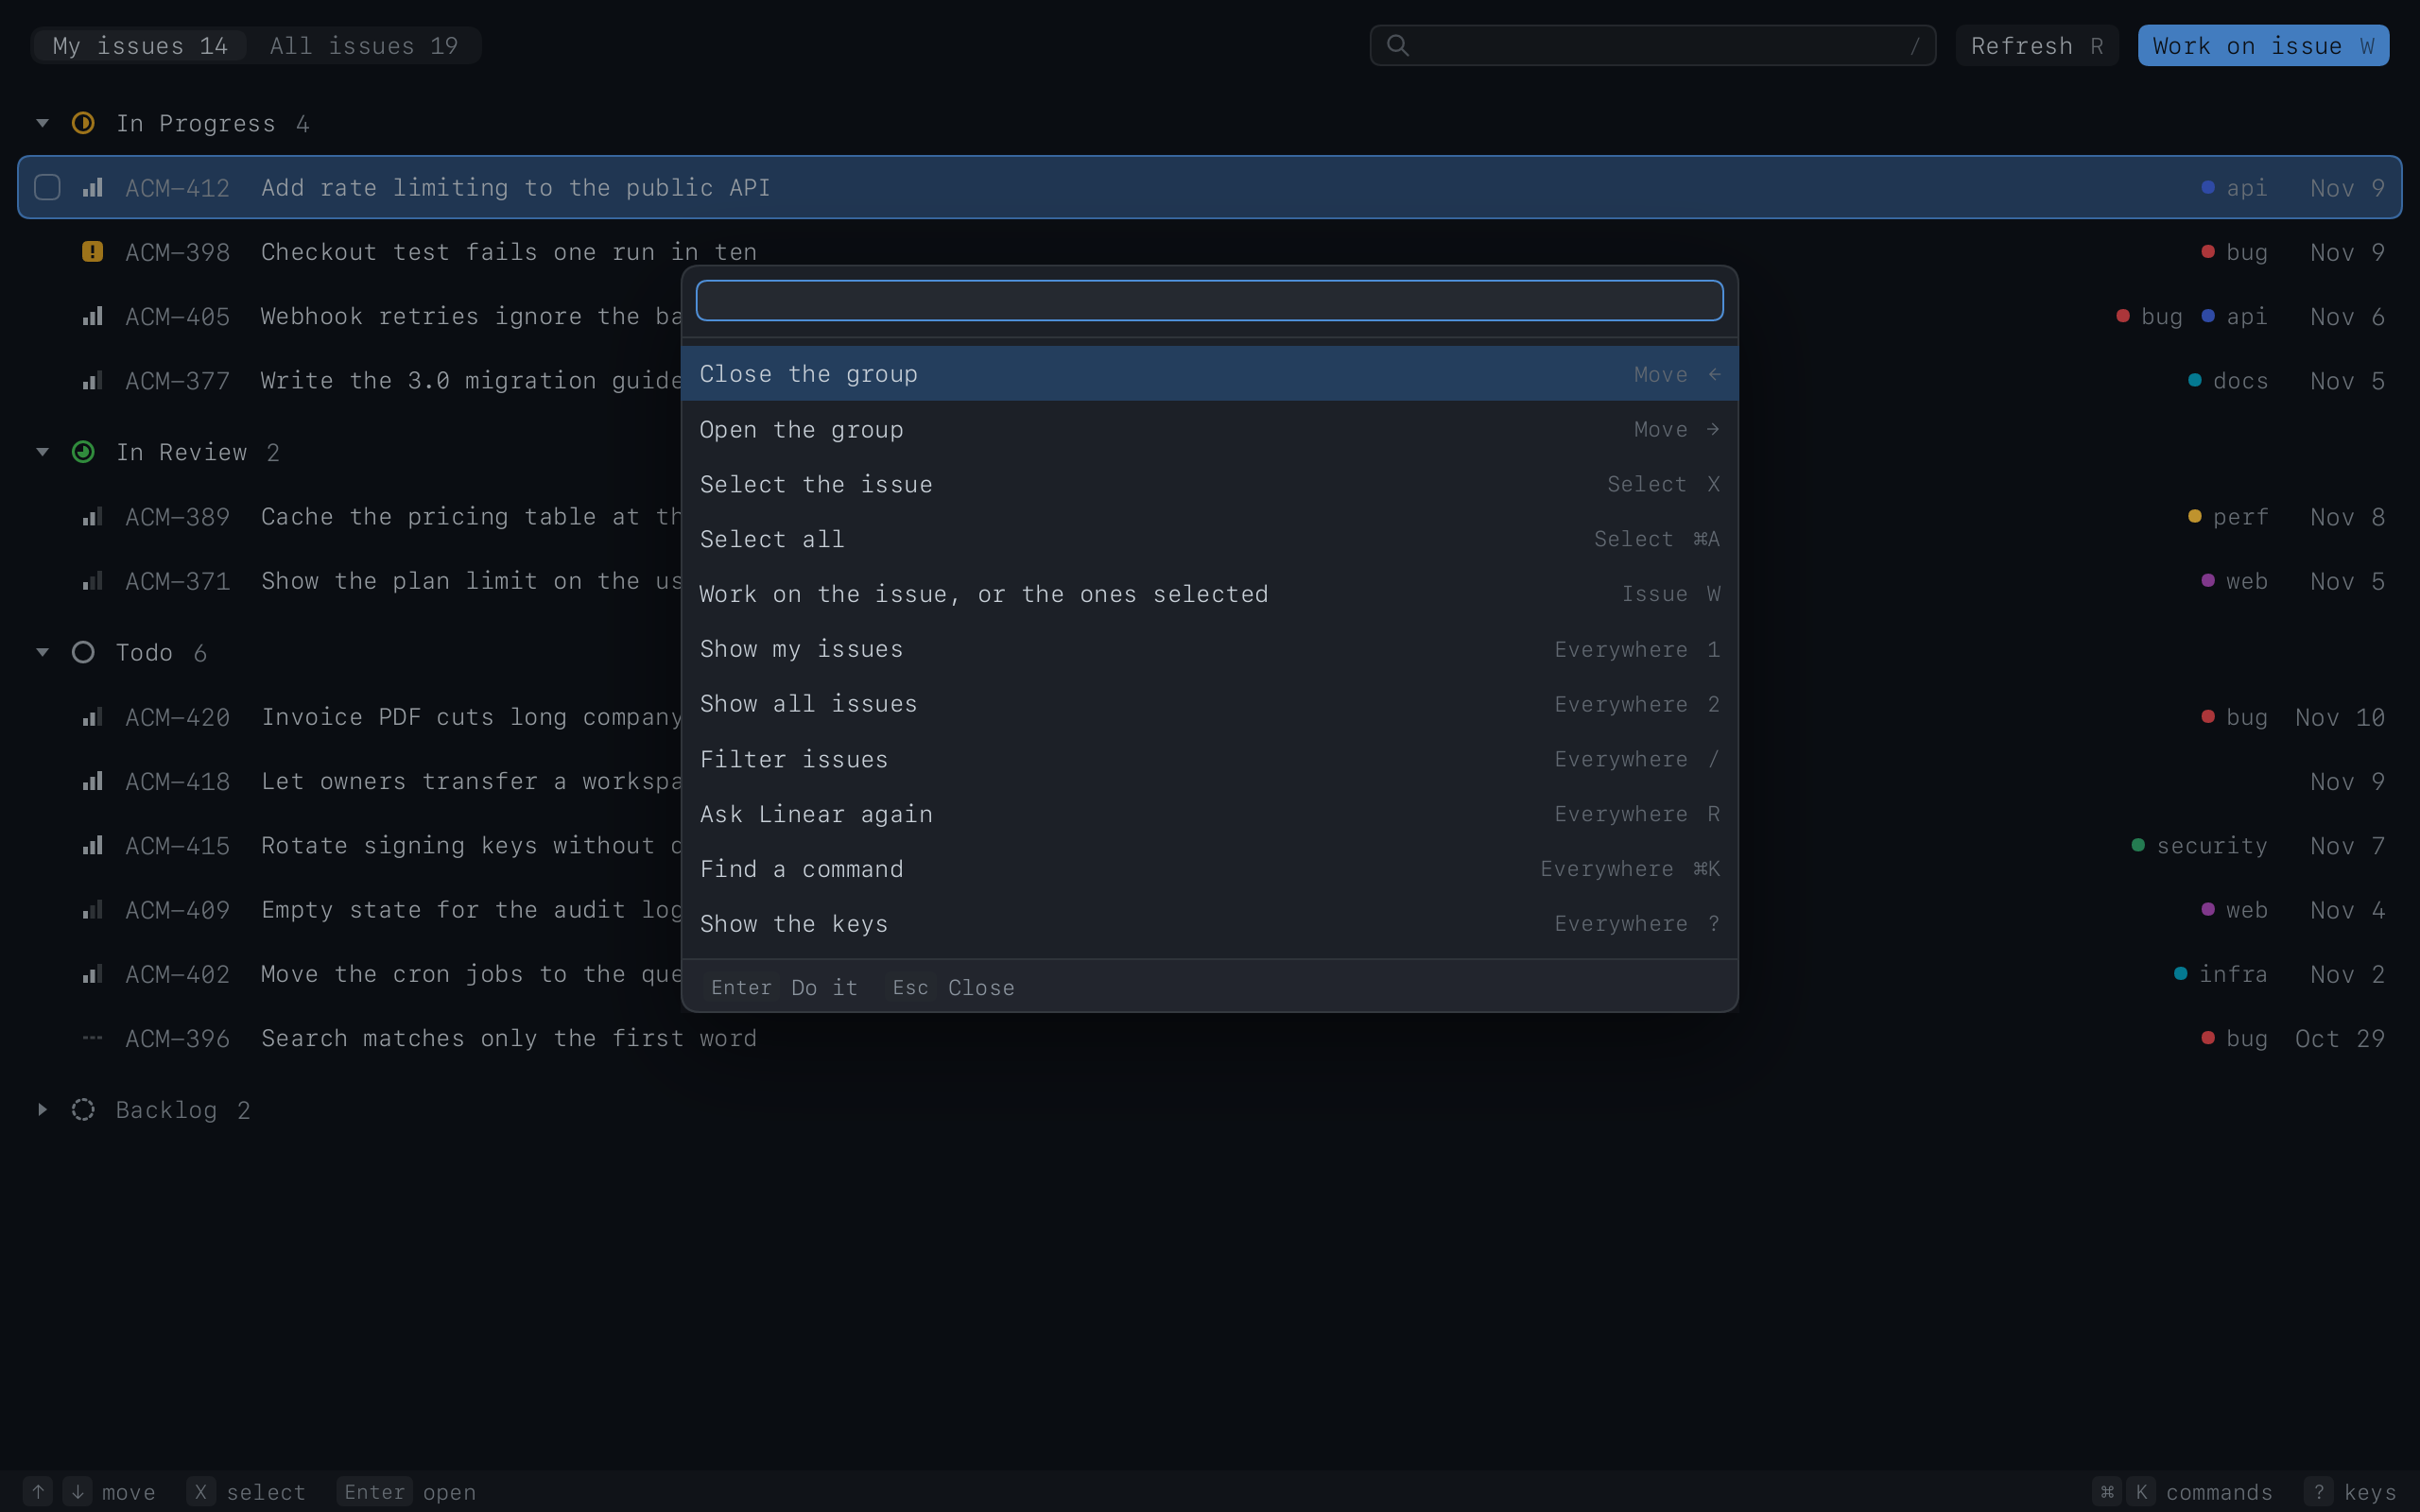 My issues 14 All issues 19 / Refresh R Work on issue W
In Progress 4
ACM-412 Add rate limiting to the public API api Nov 9
ACM-398 Checkout test fails one run in ten bug Nov 9
ACM-405 Webhook retries ignore the ba bug api Nov 6
ACM-377 Write the 3.0 migration guide docs Nov 5
In Review 2
ACM-389 Cache the pricing table at th perf Nov 8
ACM-371 Show the plan limit on the us web Nov 5
Todo 6
ACM-420 Invoice PDF cuts long company bug Nov 10
ACM-418 Let owners transfer a workspa Nov 9
ACM-415 Rotate signing keys without security Nov 7
ACM-409 Empty state for the audit log web Nov 4
ACM-402 Move the cron jobs to the que infra Nov 2
ACM-396 Search matches only the first word bug Oct 29
Backlog 2
Close the group Move ←
Open the group Move →
Select the issue Select X
Select all Select ⌘A
Work on the issue, or the ones selected Issue W
Show my issues Everywhere 1
Show all issues Everywhere 2
Filter issues Everywhere /
Ask Linear again Everywhere R
Find a command Everywhere ⌘K
Show the keys Everywhere ?
Enter Do it Esc Close
↑ ↓ move X select Enter open ⌘ K commands ? keys